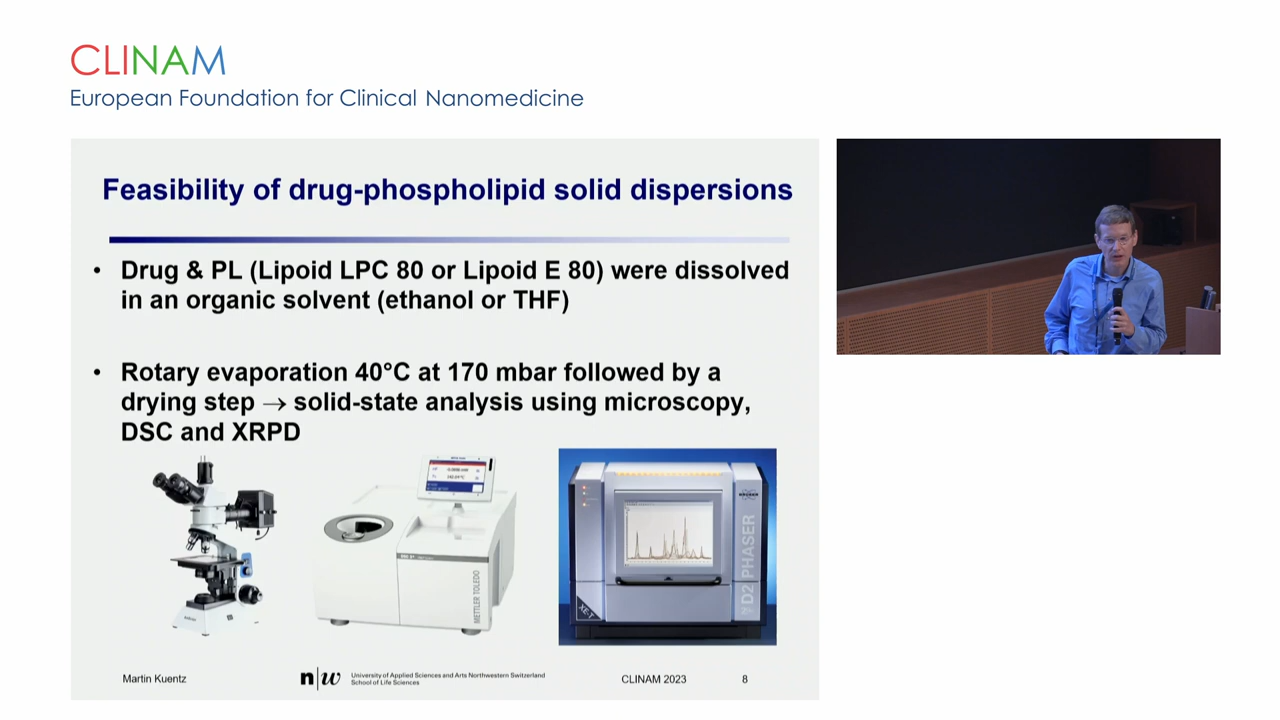 CLINAM
European Foundation for Clinical Nanomedicine
Feasibility of drug-phospholipid solid dispersions
• Drug & PL (Lipoid LPC 80 or Lipoid E 80) were dissolved
in an organic solvent (ethanol or THF)
• Rotary evaporation 40°C at 170 mbar followed by a
drying step → solid-state analysis using microscopy,
DSC and XRPD
METTLER TOLEDO
BRUKER
D2 PHASER
XE-T
Martin Kuentz
n|w University of Applied Sciences and Arts Northwestern Switzerland
School of Life Sciences
CLINAM 2023
8